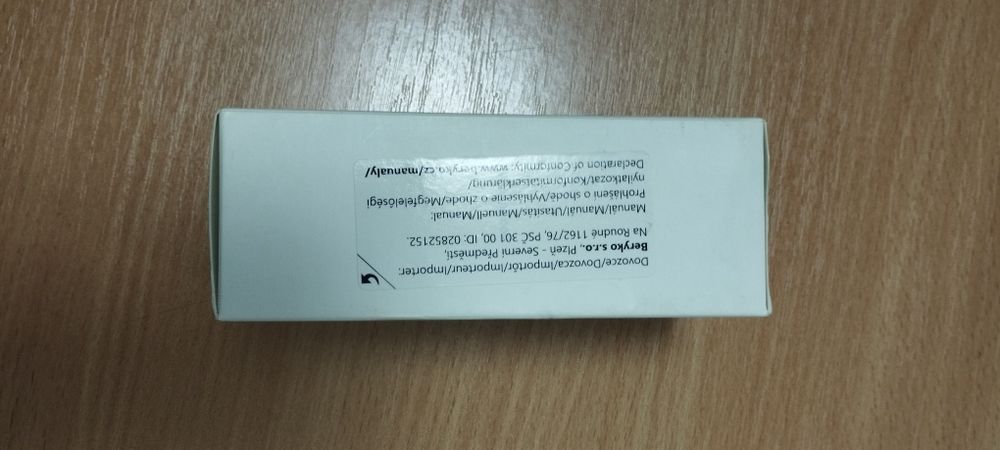 Dovozce/Dovozca/Importőr/Importeur/Importer:
Beryko s.r.o., Plzeň - Severní Předměstí,
Na Roudné 1162/76, PSČ 301 00, ID: 02852152.
Manuál/Manuál/Utasítás/Manuell/Manual:
Prohlášení o shodě/Vyhlásenie o zhode/Megfelelőségi
nyilatkozat/Konformitätserklärung/
Declaration of Conformity: www.beryko.cz/manualy/